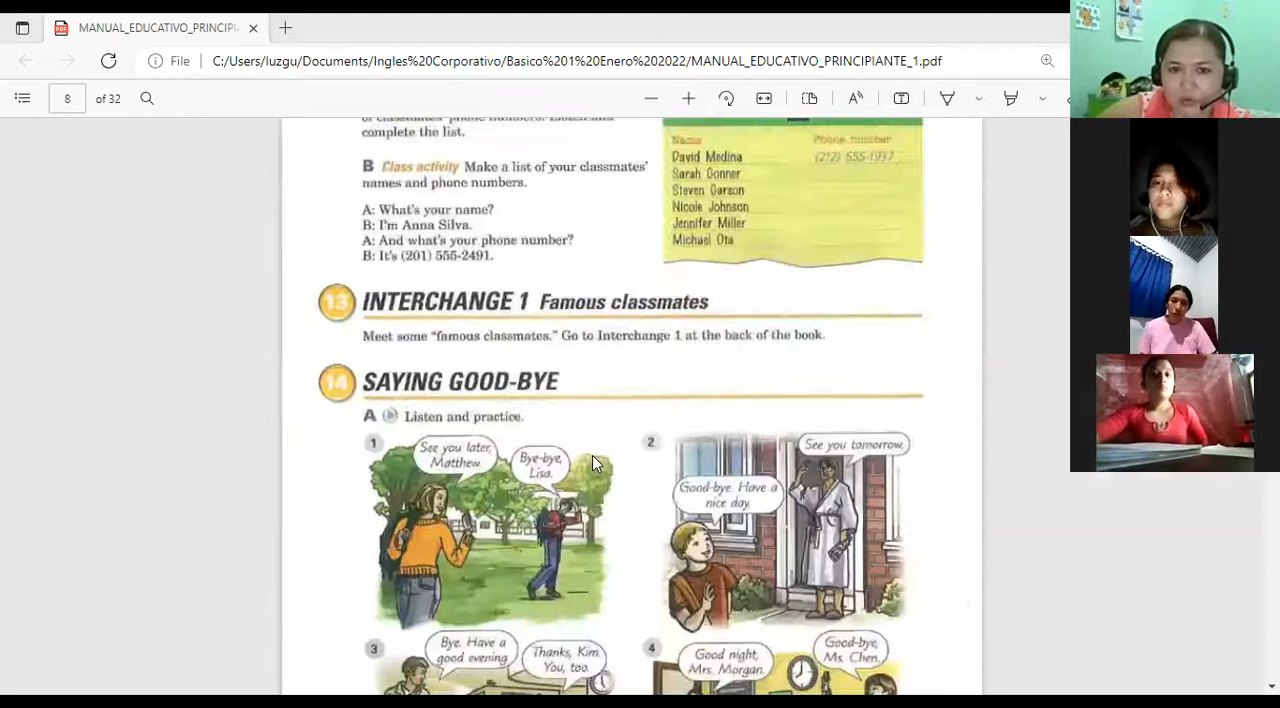 MANUAL_EDUCATIVO_PRINCIPI
File
C:/Users/luzgu/Documents/Ingles%20Corporativo/Basico%201%20Enero%202022/MANUAL_EDUCATIVO_PRINCIPIANTE_1.pdf
8 of 32
of classmates' phone numbers. Listen and
complete the list.
B Class activity Make a list of your classmates'
names and phone numbers.
A: What's your name?
B: I'm Anna Silva.
A: And what's your phone number?
B: It's (201) 555-2491.
Name Phone number
David Medina (212) 555-1937
Sarah Conner
Steven Carson
Nicole Johnson
Jennifer Miller
Michael Ota
13 INTERCHANGE 1 Famous classmates
Meet some "famous classmates." Go to Interchange 1 at the back of the book.
14 SAYING GOOD-BYE
A Listen and practice.
1
See you later,
Matthew.
Bye-bye,
Lisa.
2
See you tomorrow.
Good-bye. Have a
nice day.
3
Bye. Have a
good evening
Thanks, Kim.
You, too.
4
Good night,
Mrs. Morgan.
Good-bye,
Ms. Chen.